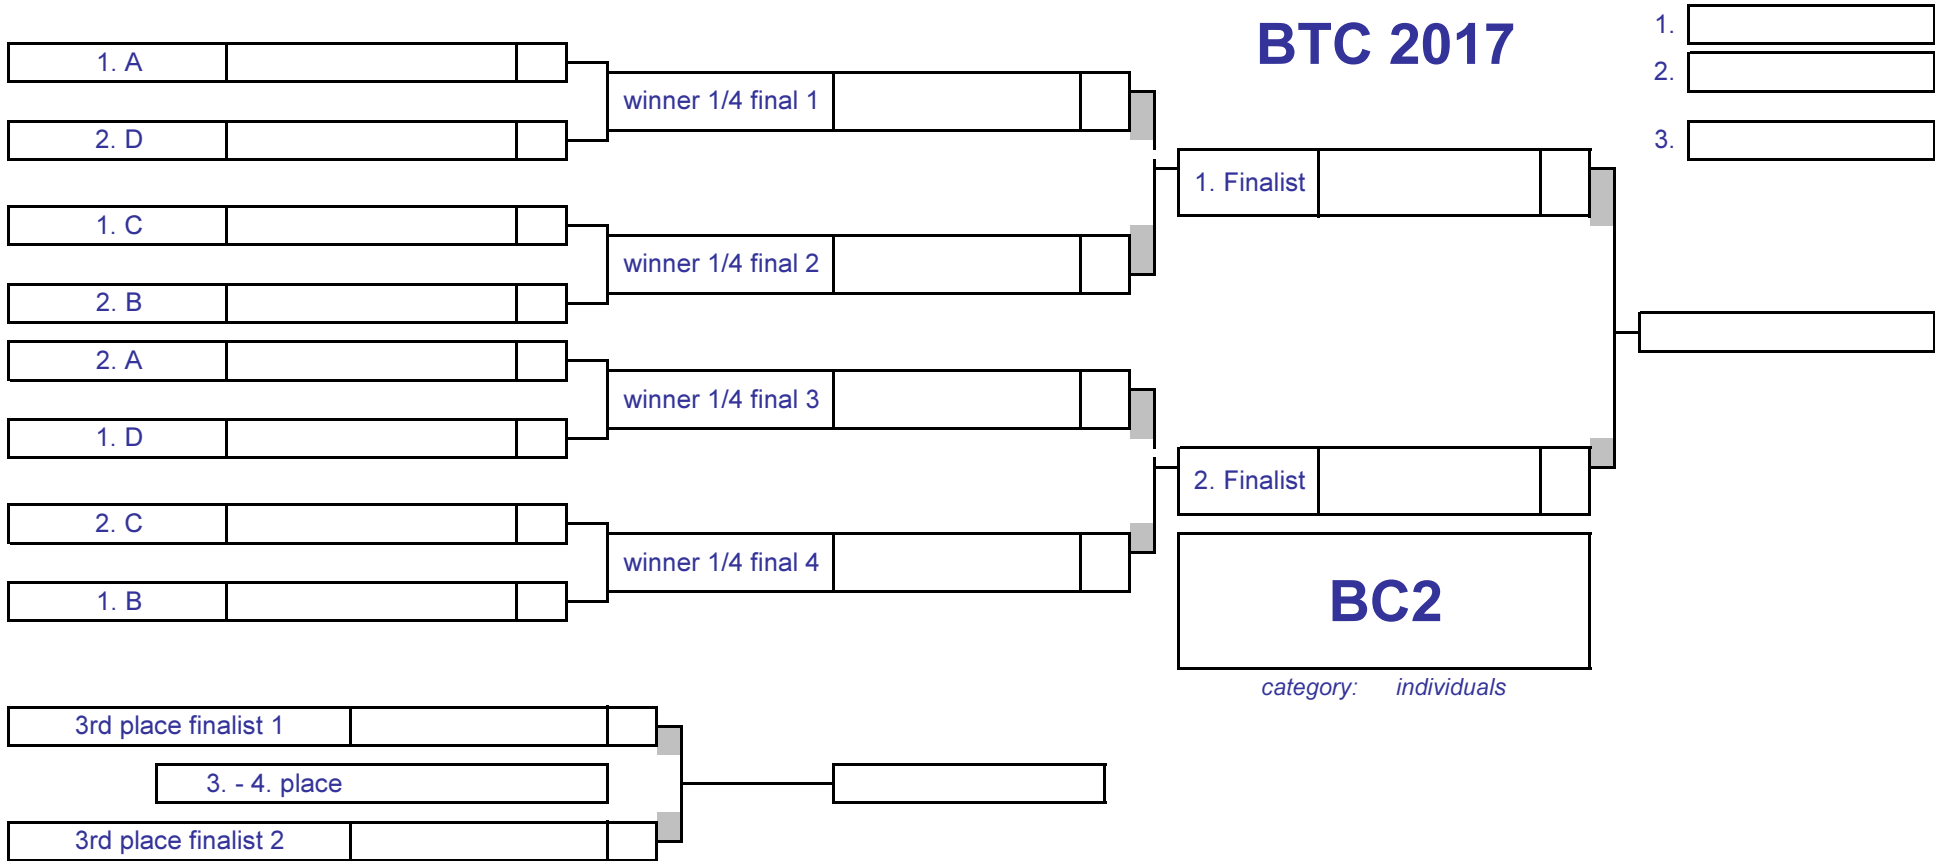 BTC 2017
1.
2.
3.
1. A
2. D
1. C
2. B
2. A
1. D
2. C
1. B
winner 1/4 final 1
winner 1/4 final 2
winner 1/4 final 3
winner 1/4 final 4
1. Finalist
2. Finalist
BC2
category: individuals
3rd place finalist 1
3. - 4. place
3rd place finalist 2